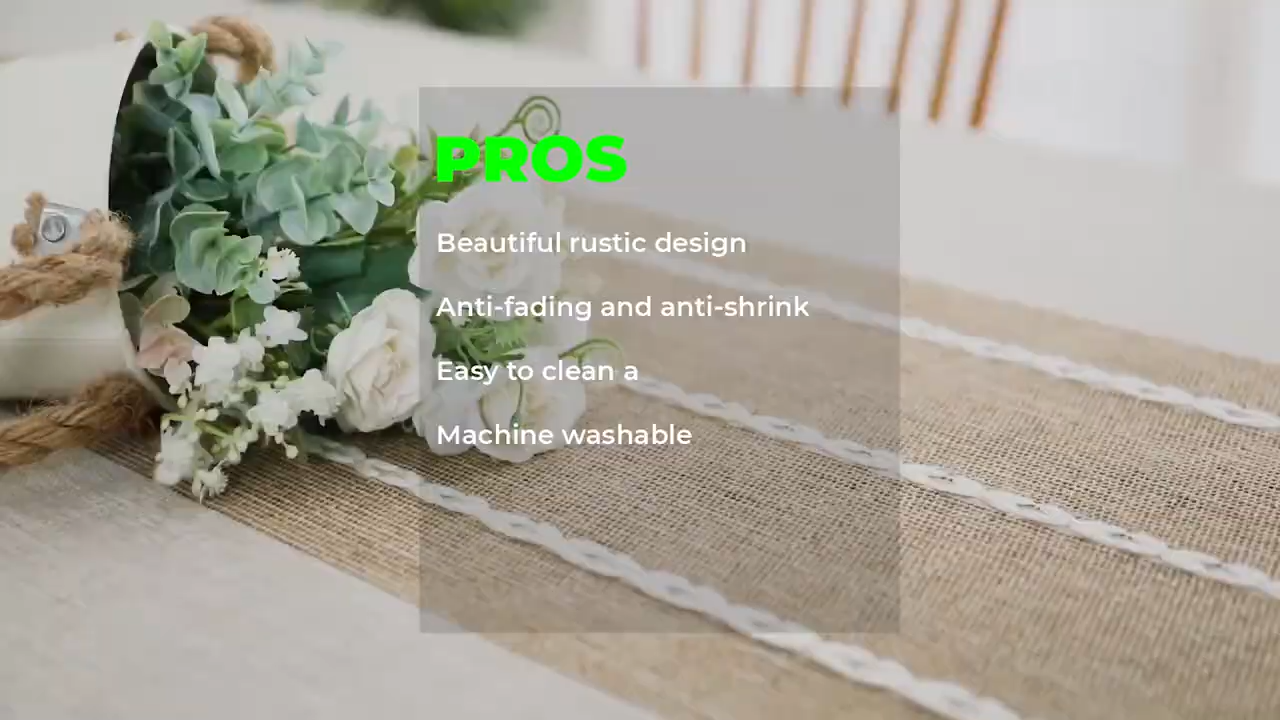 PROS
Beautiful rustic design
Anti-fading and anti-shrink
Easy to clean a
Machine washable